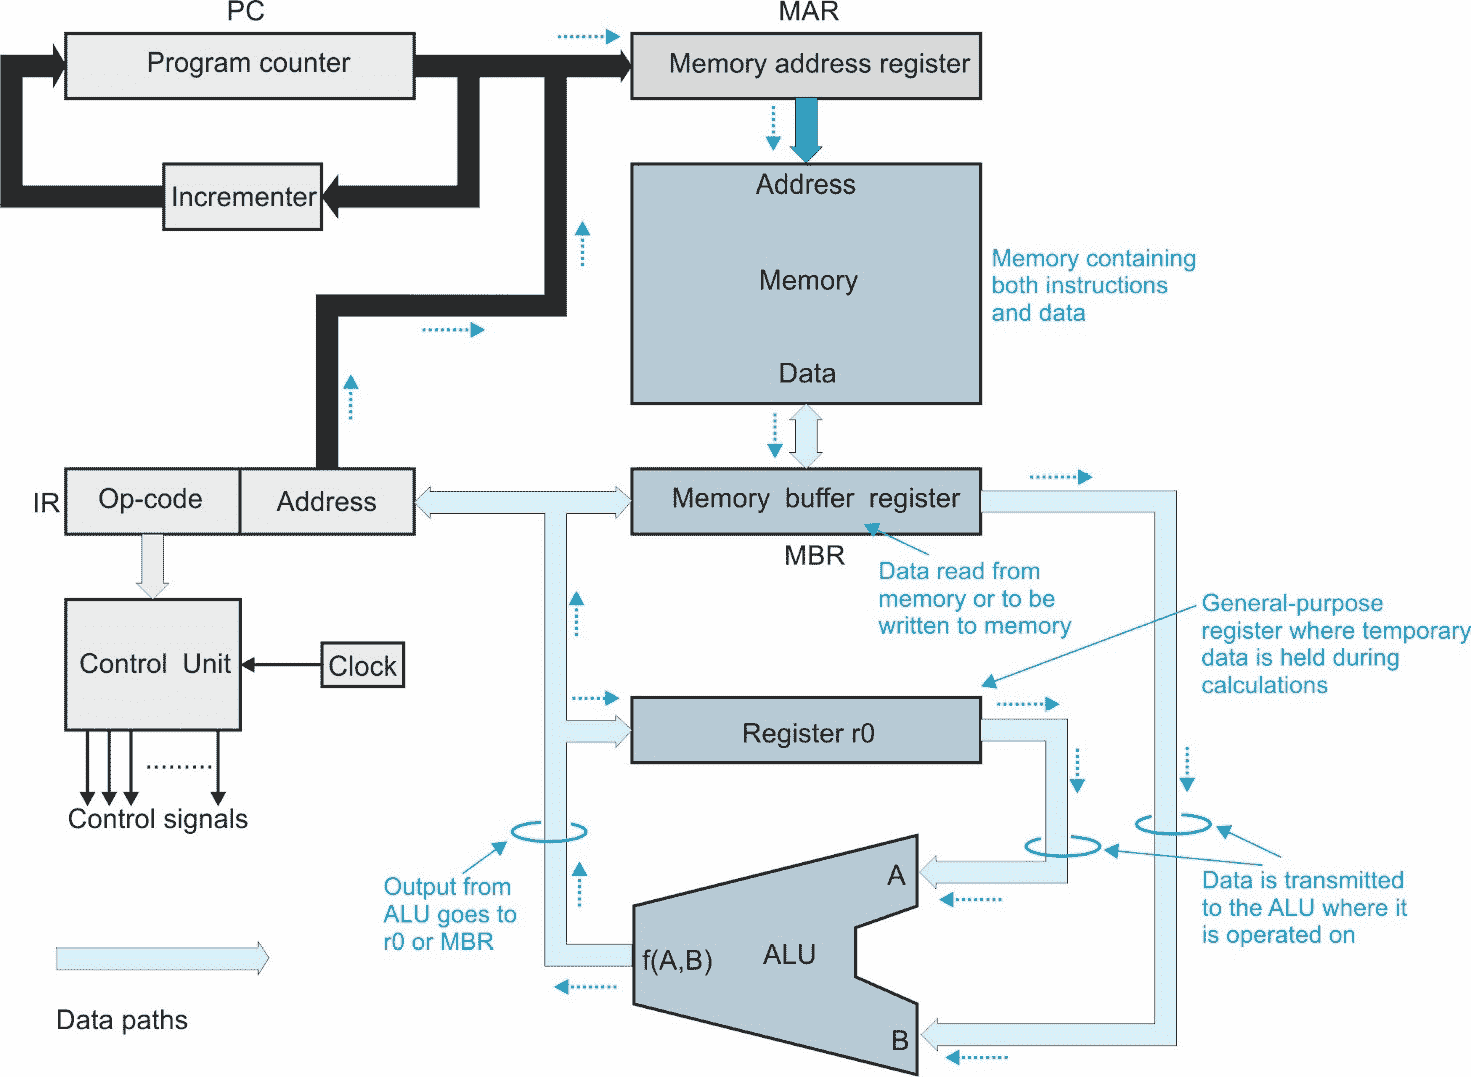 PC
MAR
Program counter
Memory address register
Incrementer
Address
Memory
Data
Memory containing
both instructions
and data
IR
Op-code
Address
Memory buffer register
MBR
Data read from
memory or to be
written to memory
General-purpose
register where temporary
data is held during
calculations
Control Unit
Clock
Register r0
Control signals
Output from
ALU goes to
r0 or MBR
A
ALU
f(A,B)
B
Data is transmitted
to the ALU where it
is operated on
Data paths